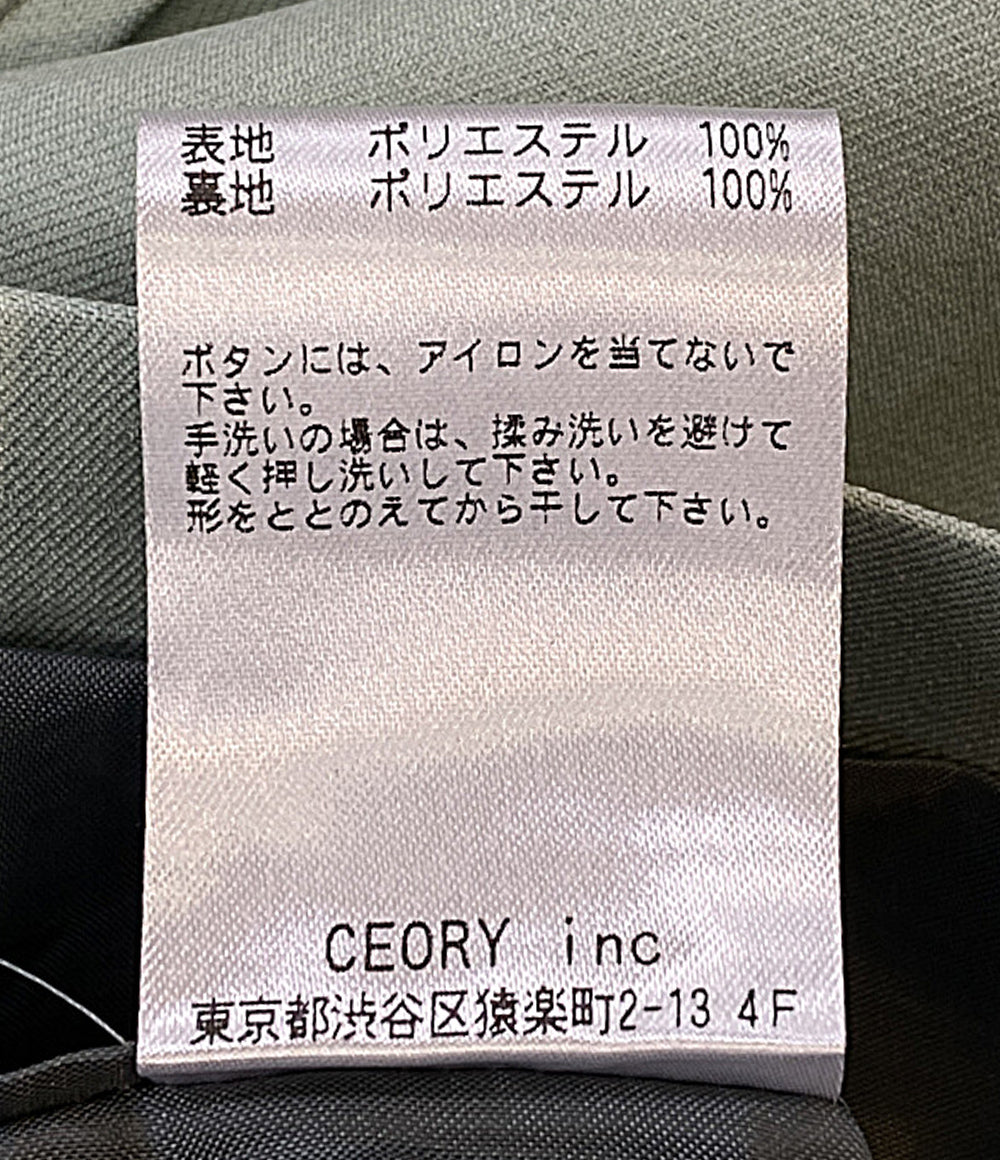 表地 ポリエステル 100%
裏地 ポリエステル 100%
ボタンには、アイロンを当てないで
下さい。
手洗いの場合は、揉み洗いを避けて
軽く押し洗いして下さい。
形をととのえてから干して下さい。
CEORY inc
東京都渋谷区猿楽町2-13 4F